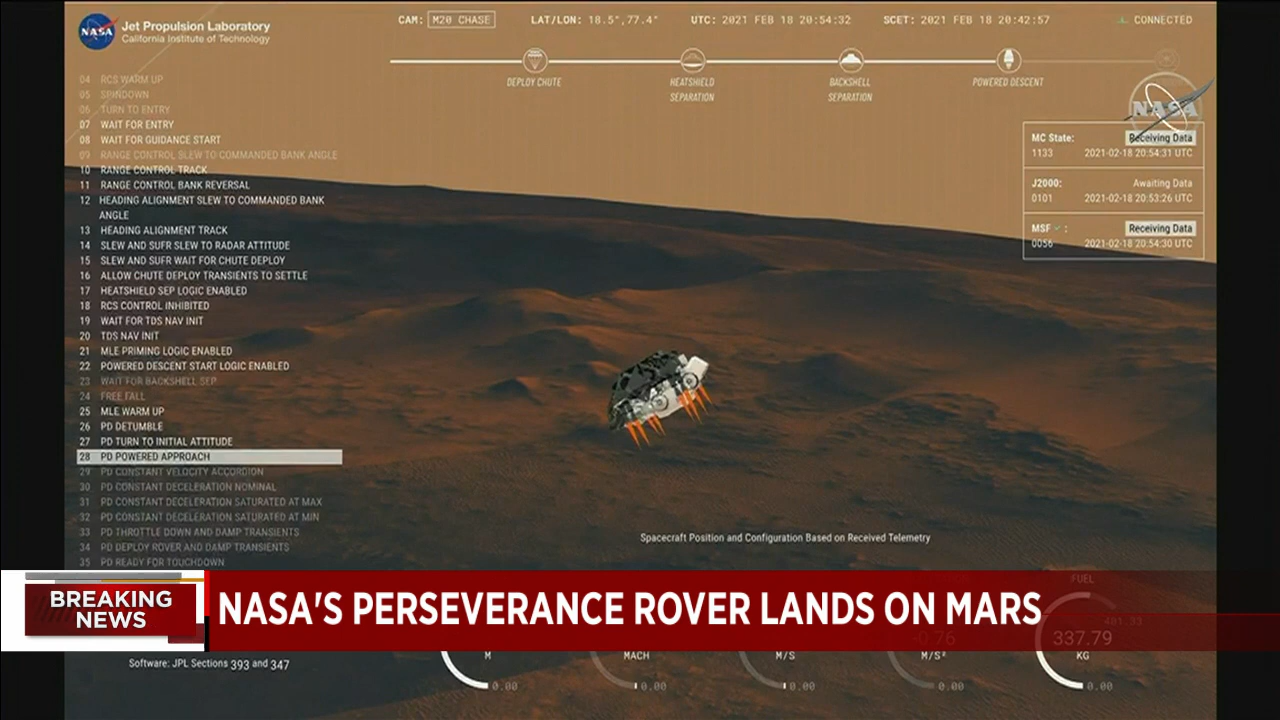 NASA
Jet Propulsion Laboratory
California Institute of Technology
CAM: M20 CHASE
LAT/LON: 18.5°,77.4°
UTC: 2021 FEB 18 20:54:32
SCET: 2021 FEB 18 20:42:57
CONNECTED
DEPLOY CHUTE
HEATSHIELD
SEPARATION
BACKSHELL
SEPARATION
POWERED DESCENT
NASA
MC State: Receiving Data
1133 2021-02-18 20:54:31 UTC
J2000: Awaiting Data
0101 2021-02-18 20:53:26 UTC
MSF ✓ : Receiving Data
0056 2021-02-18 20:54:30 UTC
04 RCS WARM UP
05 SPINDOWN
06 TURN TO ENTRY
07 WAIT FOR ENTRY
08 WAIT FOR GUIDANCE START
09 RANGE CONTROL SLEW TO COMMANDED BANK ANGLE
10 RANGE CONTROL TRACK
11 RANGE CONTROL BANK REVERSAL
12 HEADING ALIGNMENT SLEW TO COMMANDED BANK
ANGLE
13 HEADING ALIGNMENT TRACK
14 SLEW AND SUFR SLEW TO RADAR ATTITUDE
15 SLEW AND SUFR WAIT FOR CHUTE DEPLOY
16 ALLOW CHUTE DEPLOY TRANSIENTS TO SETTLE
17 HEATSHIELD SEP LOGIC ENABLED
18 RCS CONTROL INHIBITED
19 WAIT FOR TDS NAV INIT
20 TDS NAV INIT
21 MLE PRIMING LOGIC ENABLED
22 POWERED DESCENT START LOGIC ENABLED
23 WAIT FOR BACKSHELL SEP
24 FREE FALL
25 MLE WARM UP
26 PD DETUMBLE
27 PD TURN TO INITIAL ATTITUDE
28 PD POWERED APPROACH
29 PD CONSTANT VELOCITY ACCORDION
30 PD CONSTANT DECELERATION NOMINAL
31 PD CONSTANT DECELERATION SATURATED AT MAX
32 PD CONSTANT DECELERATION SATURATED AT MIN
33 PD THROTTLE DOWN AND DAMP TRANSIENTS
34 PD DEPLOY ROVER AND DAMP TRANSIENTS
35 PD READY FOR TOUCHDOWN
Spacecraft Position and Configuration Based on Received Telemetry
BREAKING
NEWS
NASA'S PERSEVERANCE ROVER LANDS ON MARS
FUEL
481.33
-0.76
337.79
M
MACH
M/S
M/S²
KG
0.00
0.00
0.00
0.00
0.00
Software: JPL Sections 393 and 347